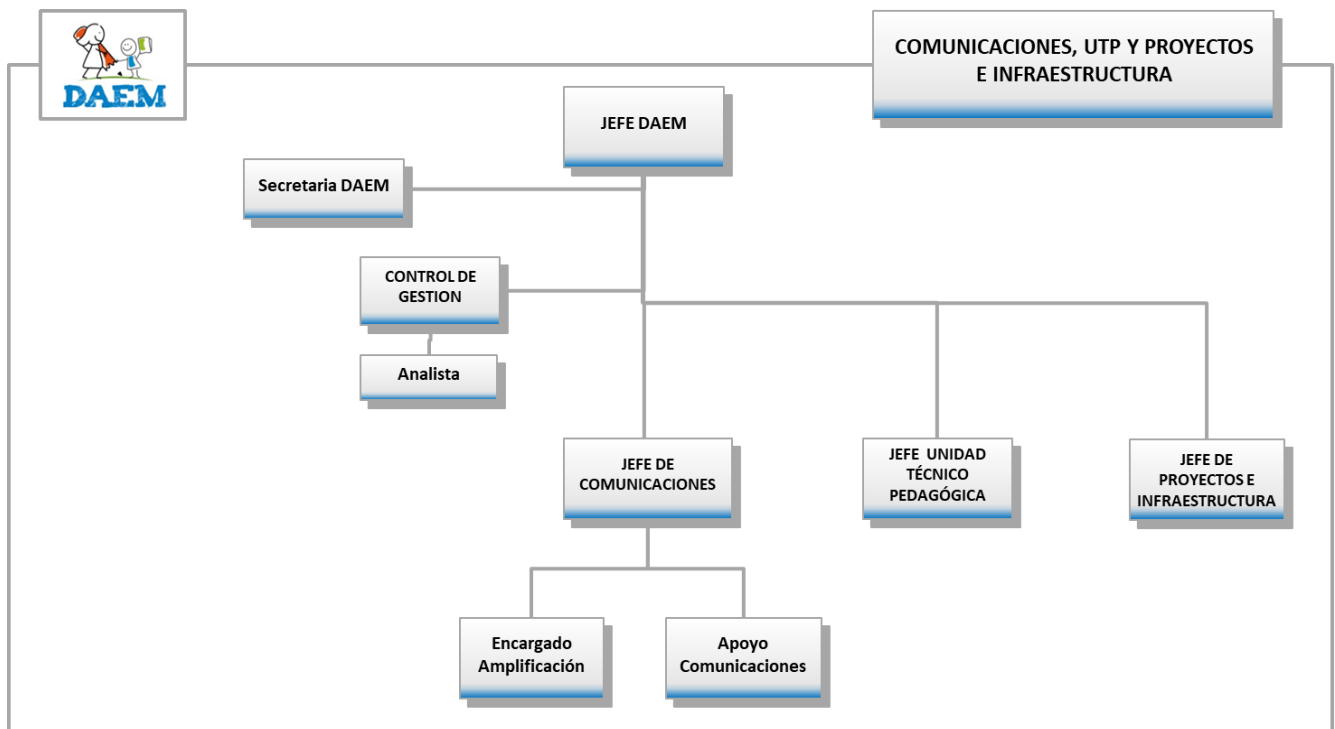 DAEM
COMUNICACIONES, UTP Y PROYECTOS
E INFRAESTRUCTURA
JEFE DAEM
Secretaria DAEM
CONTROL DE
GESTION
Analista
JEFE DE
COMUNICACIONES
JEFE UNIDAD
TÉCNICO
PEDAGÓGICA
JEFE DE
PROYECTOS E
INFRAESTRUCTURA
Encargado
Amplificación
Apoyo
Comunicaciones